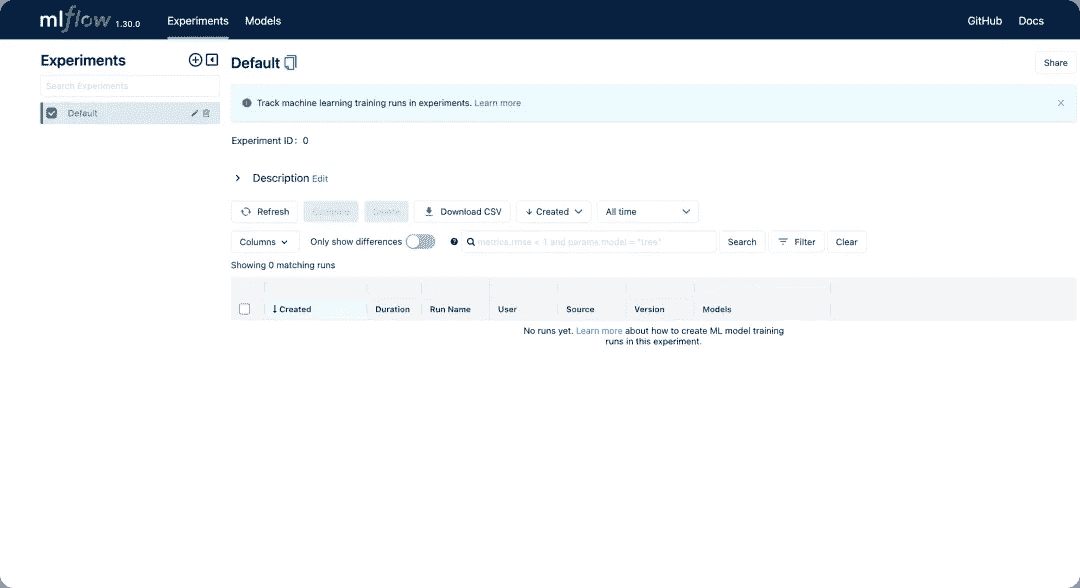 mlflow 1.30.0 Experiments Models GitHub Docs
Experiments
Search Experiments
Default
Default
Share
Track machine learning training runs in experiments. Learn more
Experiment ID: 0
Description Edit
Refresh Compare Delete Download CSV ↓ Created All time
Columns Only show differences metrics.rmse < 1 and params.model = "tree" Search Filter Clear
Showing 0 matching runs
↓ Created Duration Run Name User Source Version Models
No runs yet. Learn more about how to create ML model training
runs in this experiment.